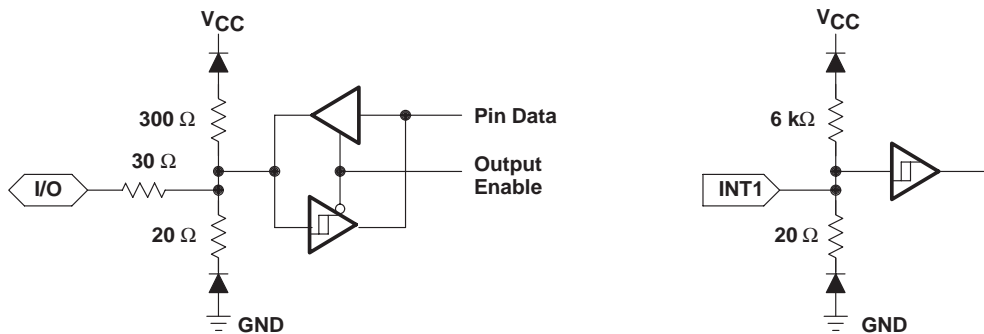 VCC
300 Ω
30 Ω
I/O
20 Ω
GND
Pin Data
Output
Enable
VCC
6 kΩ
INT1
20 Ω
GND